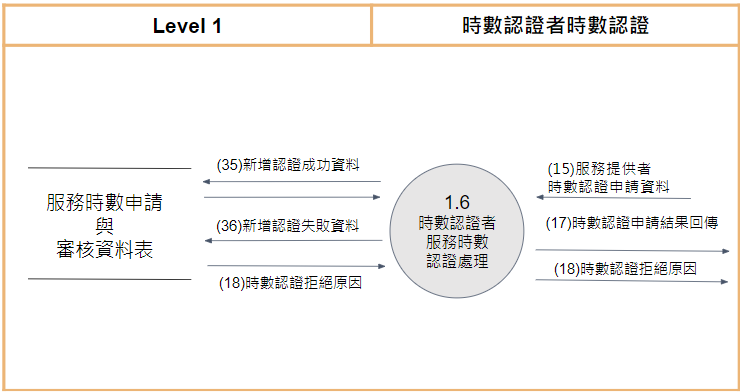 Level 1
時數認證者時數認證
(35)新增認證成功資料
(15)服務提供者
時數認證申請資料
服務時數申請
與
審核資料表
1.6
時數認證者
服務時數
認證處理
(36)新增認證失敗資料
(17)時數認證申請結果回傳
(18)時數認證拒絕原因
(18)時數認證拒絕原因